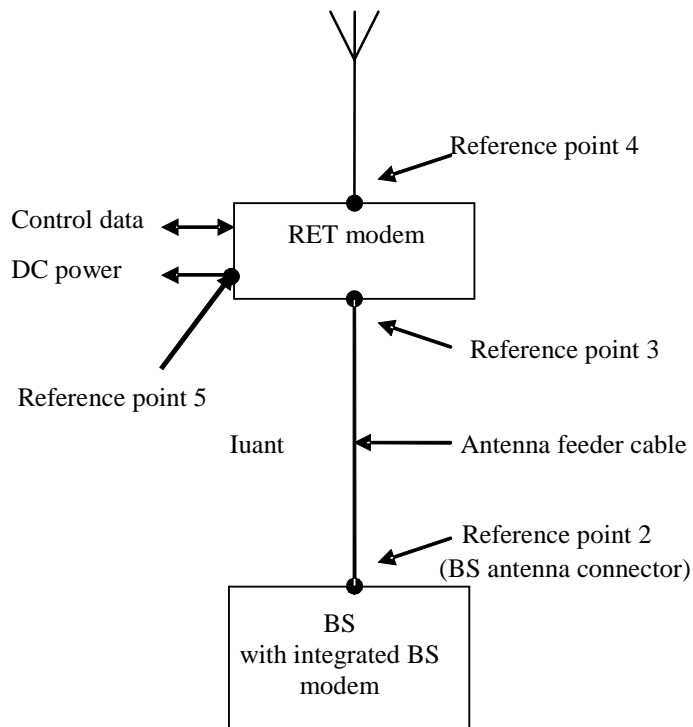 Reference point 4
Control data
RET modem
DC power
Reference point 3
Reference point 5
Iuant
Antenna feeder cable
Reference point 2
(BS antenna connector)
BS
with integrated BS
modem